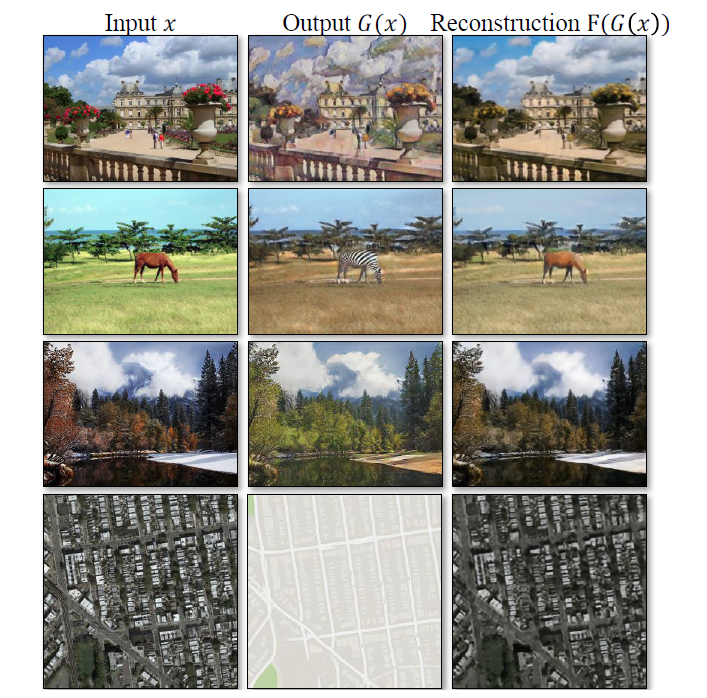 Input x
Output G(x)
Reconstruction F(G(x))